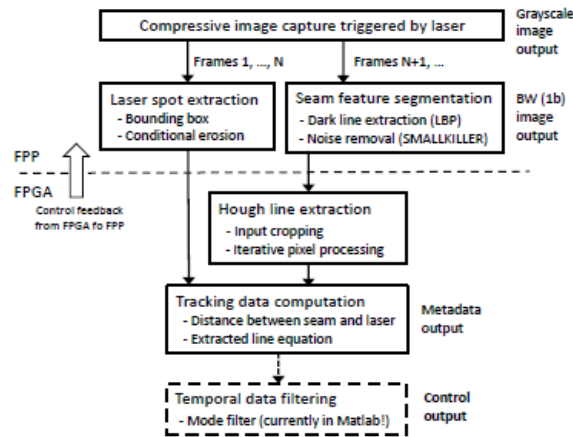 Compressive image capture triggered by laser
Grayscale
image
output
Frames 1, ..., N
Frames N+1, ...
Laser spot extraction
- Bounding box
- Conditional erosion
Seam feature segmentation
- Dark line extraction (LBP)
- Noise removal (SMALLKILLER)
BW (1b)
image
output
FPP
FPGA
Control feedback
from FPGA fo FPP
Hough line extraction
- Input cropping
- Iterative pixel processing
Tracking data computation
- Distance between seam and laser
- Extracted line equation
Metadata
output
Temporal data filtering
- Mode filter (currently in Matlab!)
Control
output